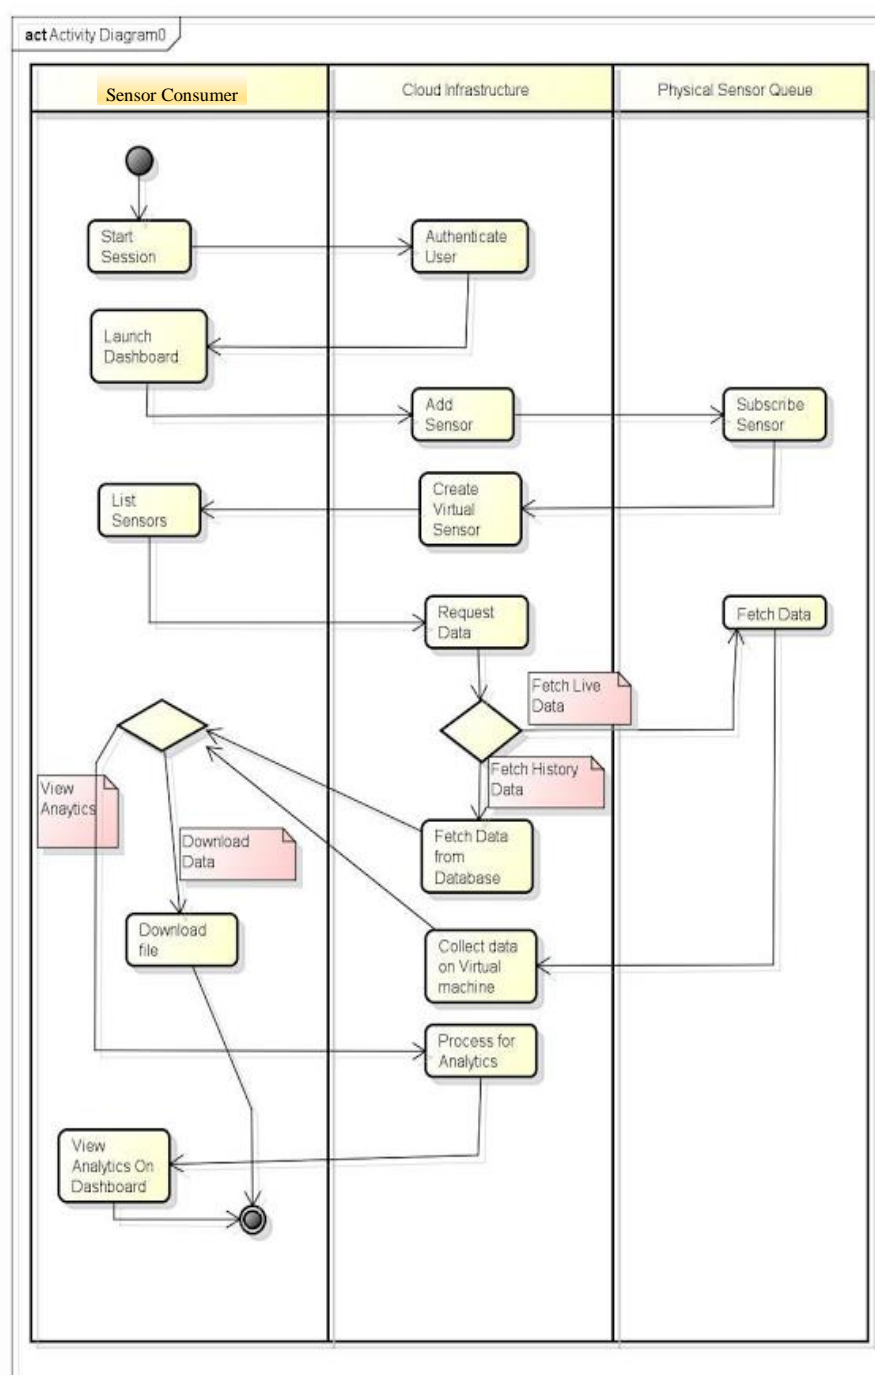 act Activity Diagram0
Sensor Consumer
Cloud Infrastructure
Physical Sensor Queue
Start
Session
Authenticate
User
Launch
Dashboard
Add
Sensor
Subscribe
Sensor
List
Sensors
Create
Virtual
Sensor
Request
Data
Fetch Data
Fetch Live
Data
Fetch History
Data
View
Anaytics
Download
Data
Fetch Data
from
Database
Download
file
Collect data
on Virtual
machine
Process for
Analytics
View
Analytics On
Dashboard